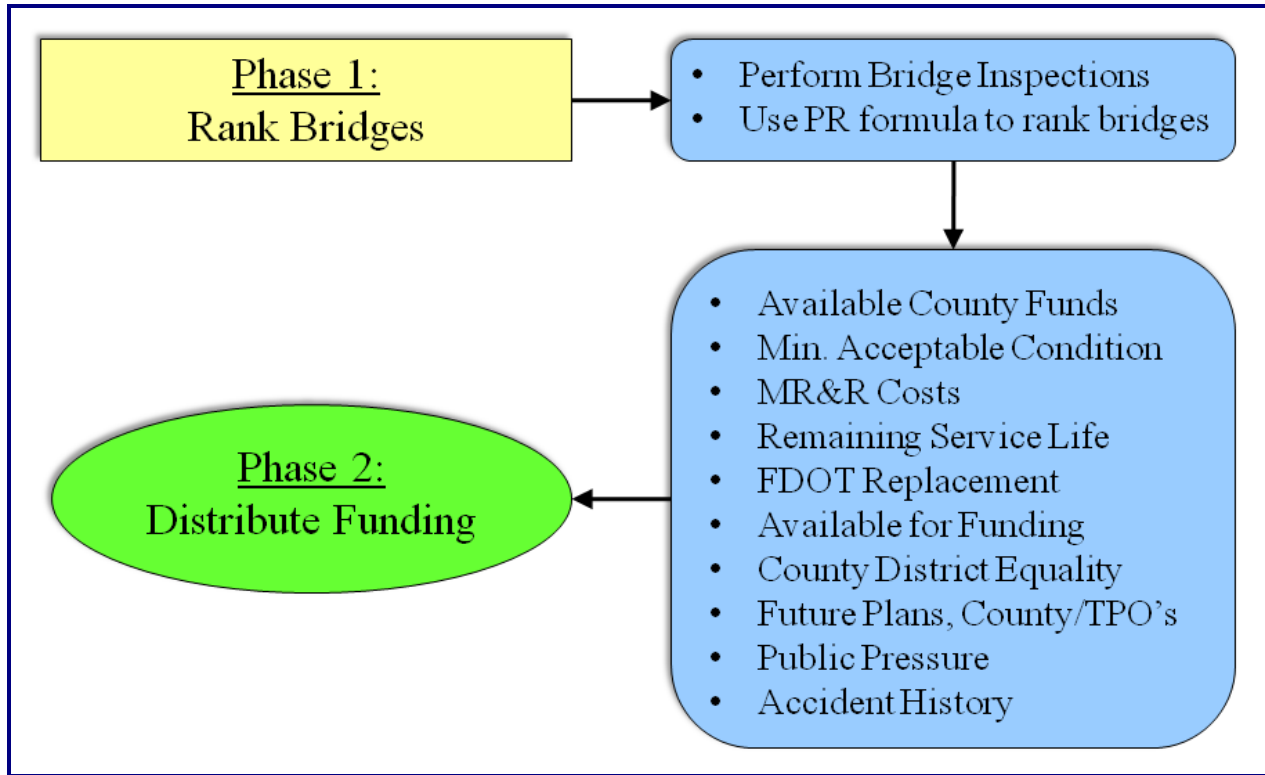 Phase 1:
Rank Bridges
• Perform Bridge Inspections
• Use PR formula to rank bridges
• Available County Funds
• Min. Acceptable Condition
• MR&R Costs
• Remaining Service Life
• FDOT Replacement
• Available for Funding
• County District Equality
• Future Plans, County/TPO's
• Public Pressure
• Accident History
Phase 2:
Distribute Funding